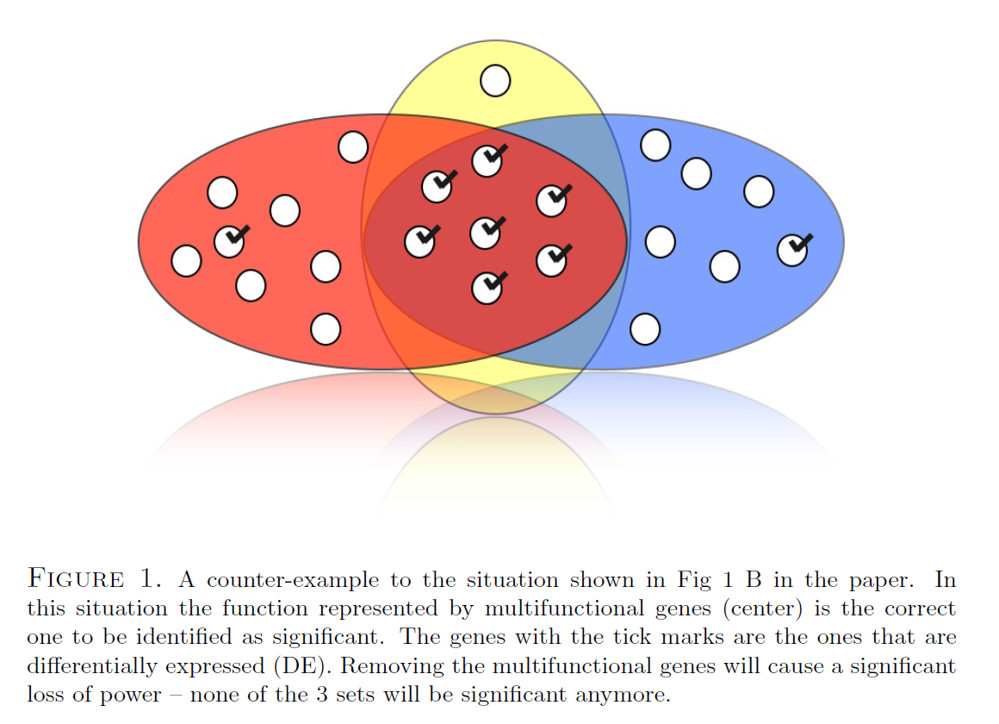 FIGURE 1. A counter-example to the situation shown in Fig 1 B in the paper. In
this situation the function represented by multifunctional genes (center) is the correct
one to be identified as significant. The genes with the tick marks are the ones that are
differentially expressed (DE). Removing the multifunctional genes will cause a significant
loss of power – none of the 3 sets will be significant anymore.